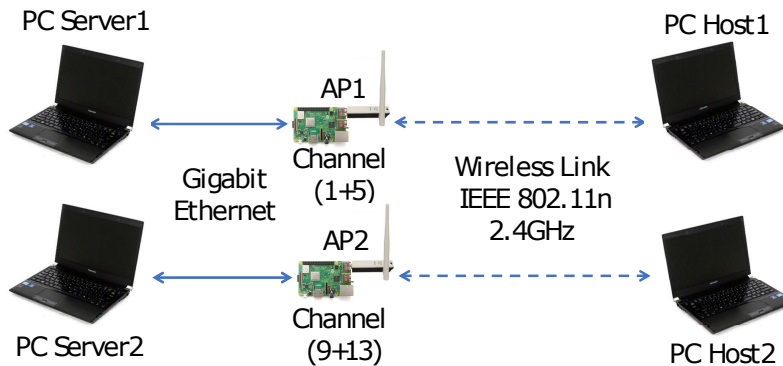 PC Server1
PC Host1
AP1
Channel
(1+5)
Gigabit
Ethernet
Wireless Link
IEEE 802.11n
2.4GHz
AP2
Channel
(9+13)
PC Server2
PC Host2